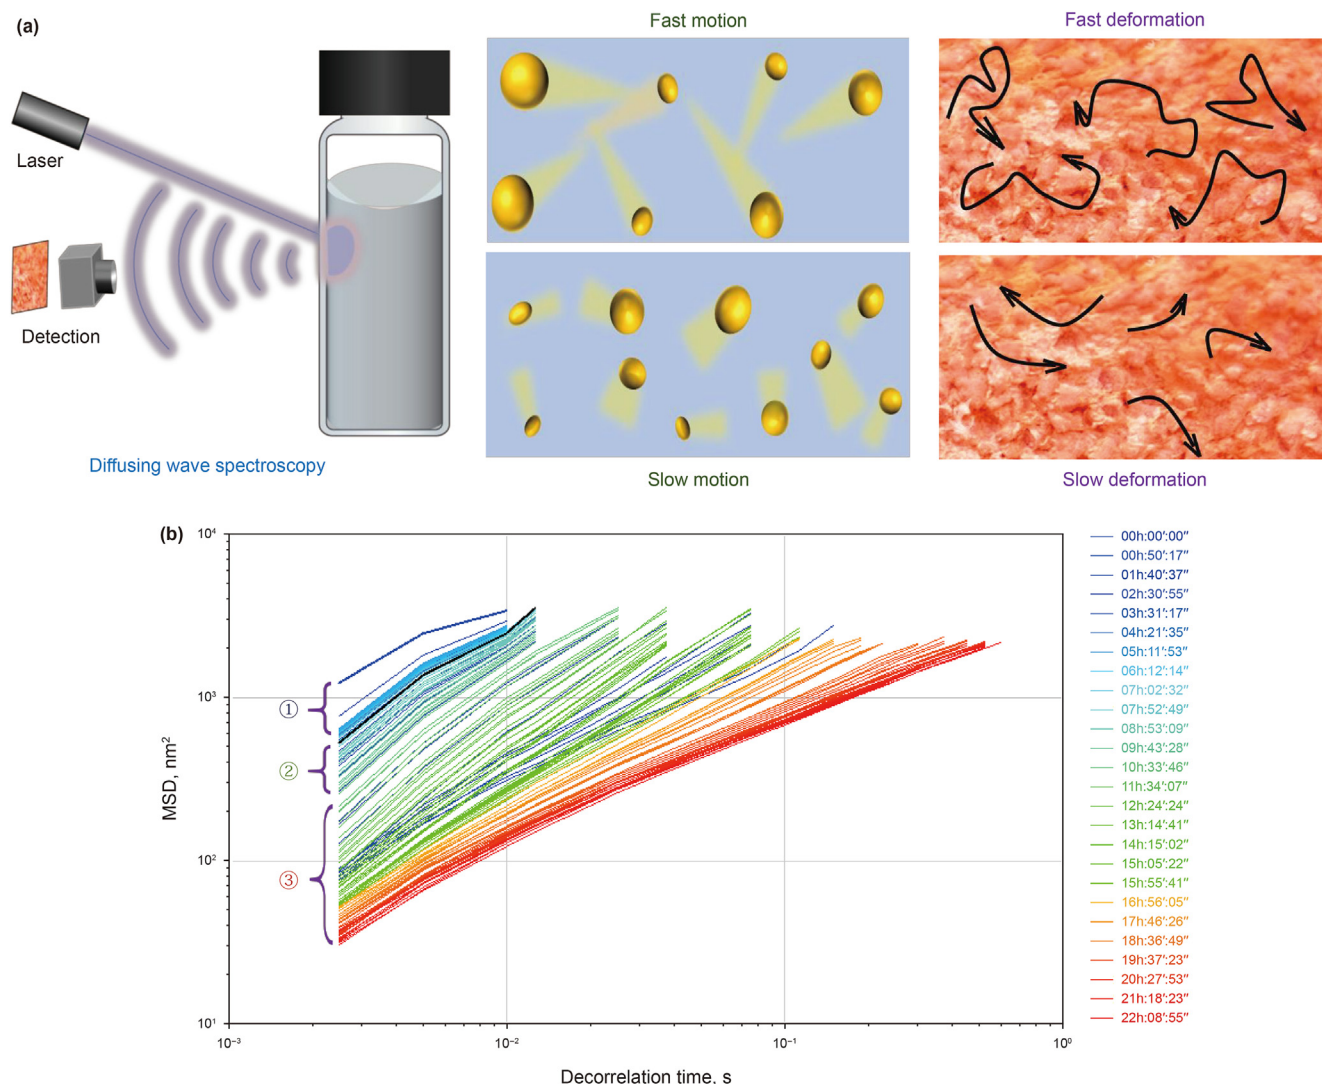 (a)
Fast motion
Fast deformation
Laser
Detection
Diffusing wave spectroscopy
Slow motion
Slow deformation
(b)
10⁴
10³
10²
10¹
MSD, nm²
①
②
③
10⁻³
10⁻²
10⁻¹
10⁰
Decorrelation time, s
00h:00′:00″
00h:50′:17″
01h:40′:37″
02h:30′:55″
03h:31′:17″
04h:21′:35″
05h:11′:53″
06h:12′:14″
07h:02′:32″
07h:52′:49″
08h:53′:09″
09h:43′:28″
10h:33′:46″
11h:34′:07″
12h:24′:24″
13h:14′:41″
14h:15′:02″
15h:05′:22″
15h:55′:41″
16h:56′:05″
17h:46′:26″
18h:36′:49″
19h:37′:23″
20h:27′:53″
21h:18′:23″
22h:08′:55″